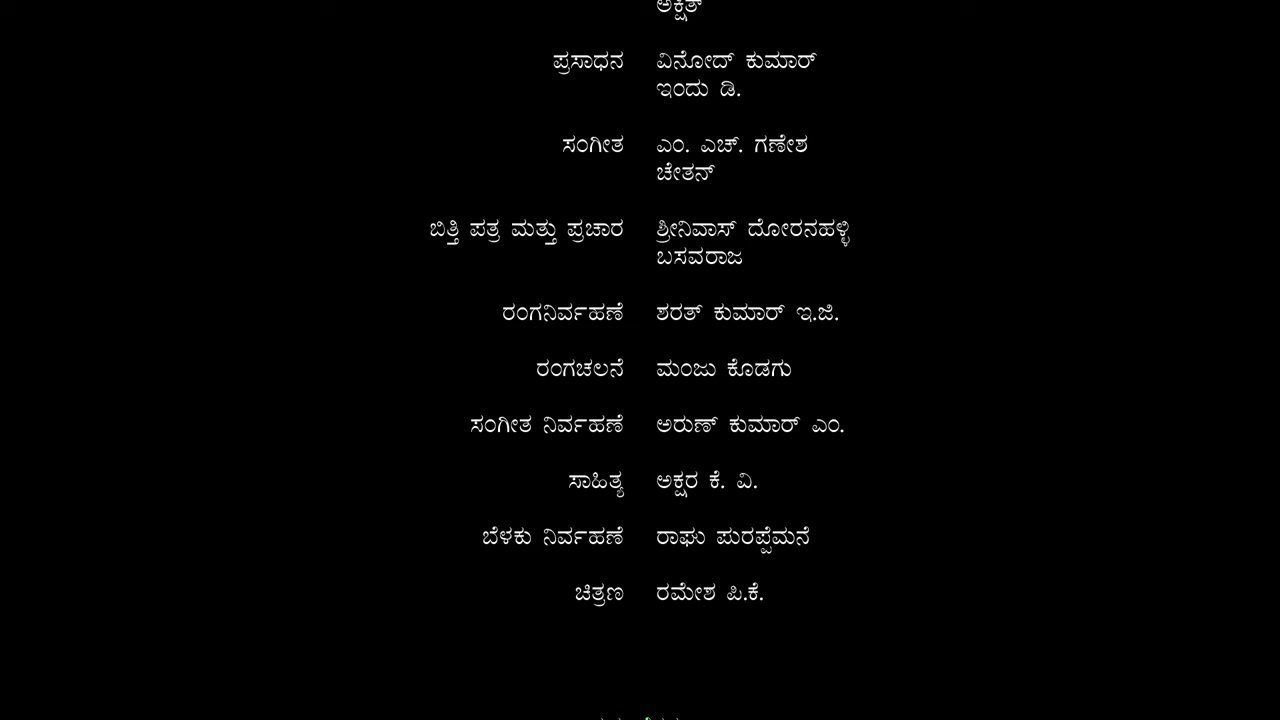 ಅಕ್ಷಿತ್
ಪ್ರಸಾಧನ ವಿನೋದ್ ಕುಮಾರ್
ಇಂದು ಡಿ.
ಸಂಗೀತ ಎಂ. ಎಚ್. ಗಣೇಶ
ಚೇತನ್
ಬಿತ್ತಿ ಪತ್ರ ಮತ್ತು ಪ್ರಚಾರ ಶ್ರೀನಿವಾಸ್ ದೋರನಹಳ್ಳಿ
ಬಸವರಾಜ
ರಂಗನಿರ್ವಹಣೆ ಶರತ್ ಕುಮಾರ್ ಇ.ಜಿ.
ರಂಗಚಲನೆ ಮಂಜು ಕೊಡಗು
ಸಂಗೀತ ನಿರ್ವಹಣೆ ಅರುಣ್ ಕುಮಾರ್ ಎಂ.
ಸಾಹಿತ್ಯ ಅಕ್ಷರ ಕೆ. ವಿ.
ಬೆಳಕು ನಿರ್ವಹಣೆ ರಾಘು ಪುರಪ್ಪೆಮನೆ
ಚಿತ್ರಣ ರಮೇಶ ಪಿ.ಕೆ.